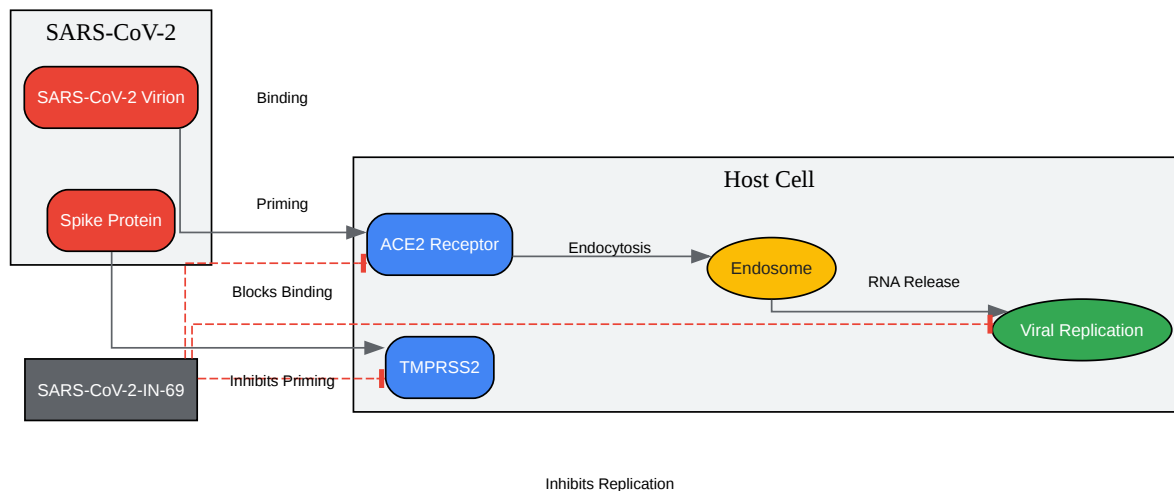 SARS-CoV-2
SARS-CoV-2 Virion
Binding
Host Cell
Priming
Spike Protein
ACE2 Receptor
Endocytosis
Endosome
RNA Release
Blocks Binding
Viral Replication
TMPRSS2
SARS-CoV-2-IN-69
Inhibits Priming
Inhibits Replication